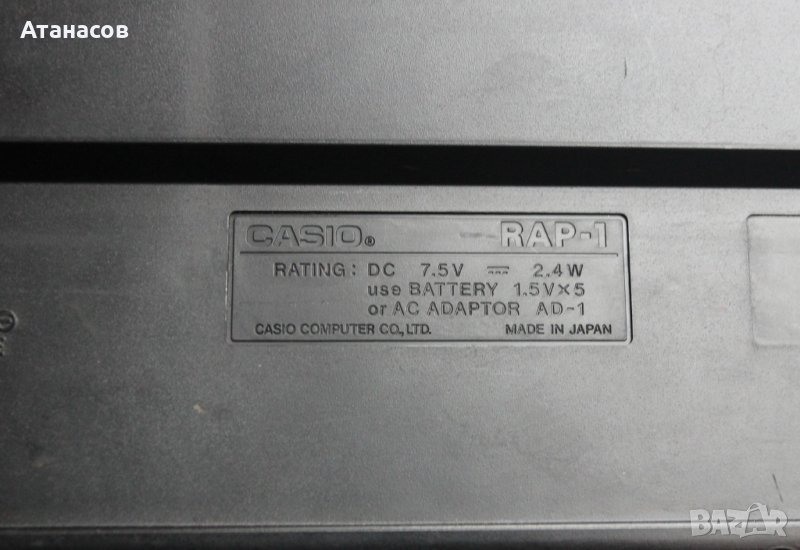 Атанасов
CASIO® RAP-1
RATING: DC 7.5V ⎓ 2.4W
use BATTERY 1.5V×5
or AC ADAPTOR AD-1
CASIO COMPUTER CO., LTD. MADE IN JAPAN
BAZAR